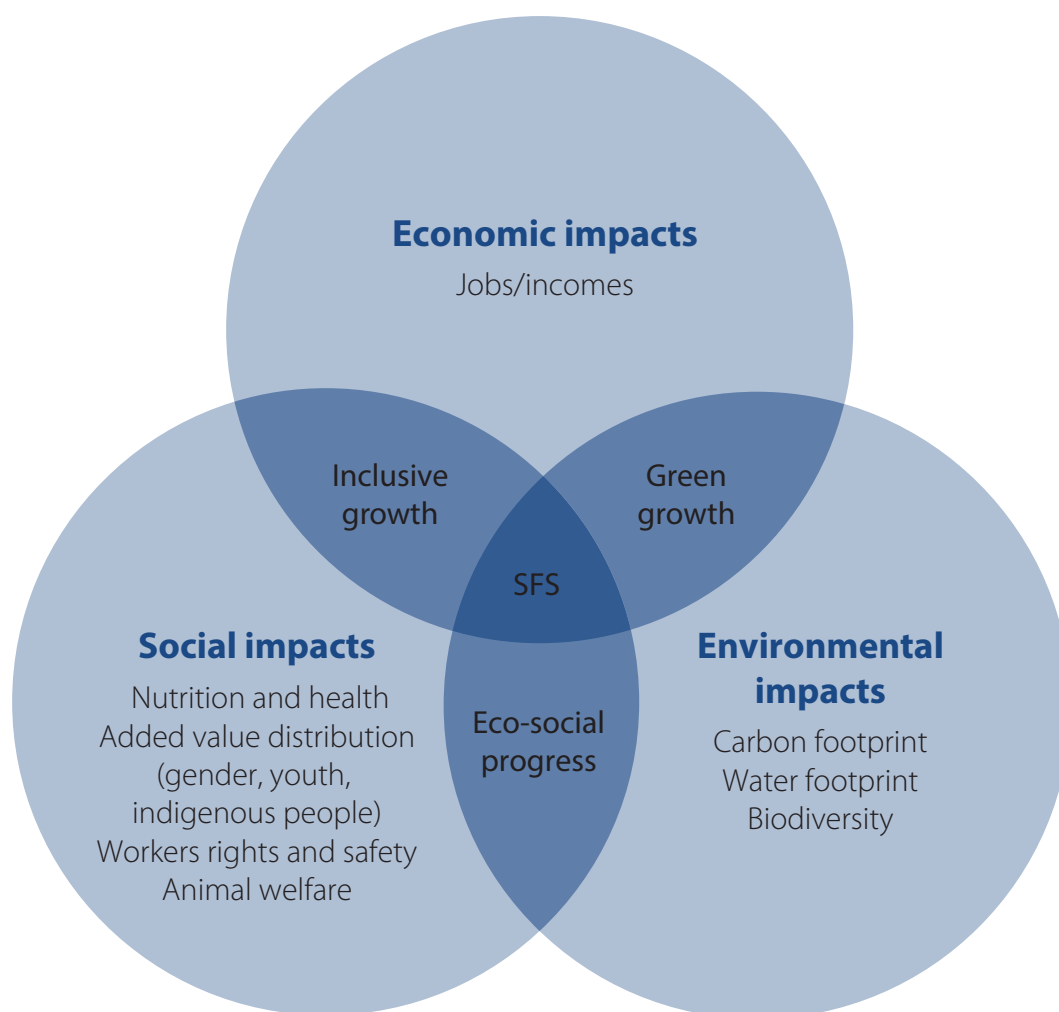 Economic impacts
Jobs/incomes
Inclusive
growth
Green
growth
SFS
Social impacts
Nutrition and health
Added value distribution
(gender, youth,
indigenous people)
Workers rights and safety
Animal welfare
Eco-social
progress
Environmental
impacts
Carbon footprint
Water footprint
Biodiversity